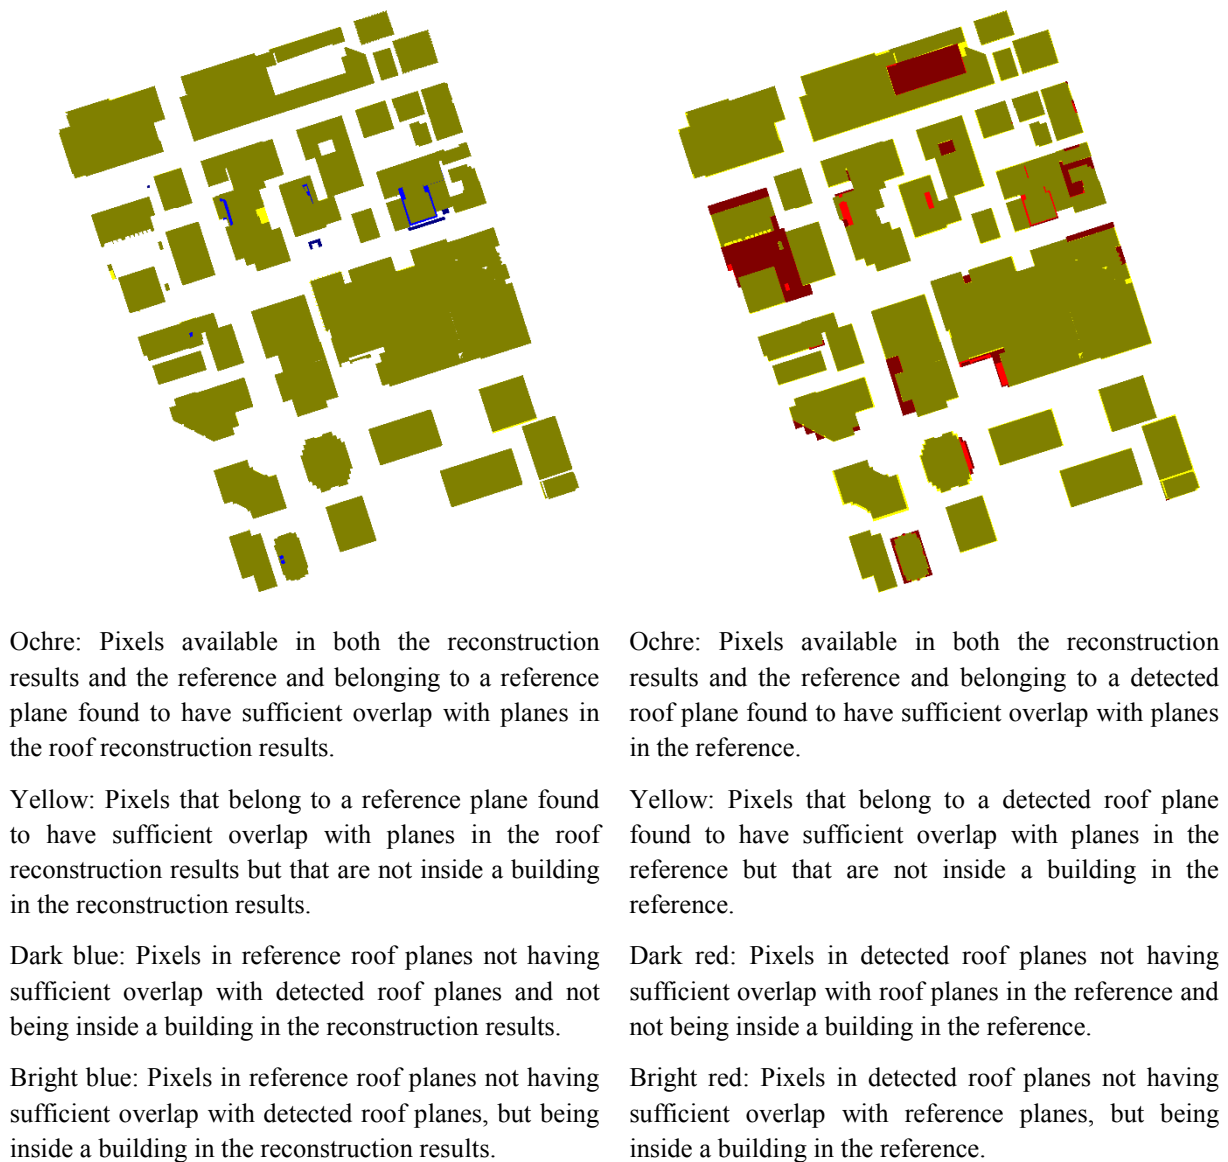 Ochre: Pixels available in both the reconstruction
results and the reference and belonging to a reference
plane found to have sufficient overlap with planes in
the roof reconstruction results.
Yellow: Pixels that belong to a reference plane found
to have sufficient overlap with planes in the roof
reconstruction results but that are not inside a building
in the reconstruction results.
Dark blue: Pixels in reference roof planes not having
sufficient overlap with detected roof planes and not
being inside a building in the reconstruction results.
Bright blue: Pixels in reference roof planes not having
sufficient overlap with detected roof planes, but being
inside a building in the reconstruction results.
Ochre: Pixels available in both the reconstruction
results and the reference and belonging to a detected
roof plane found to have sufficient overlap with planes
in the reference.
Yellow: Pixels that belong to a detected roof plane
found to have sufficient overlap with planes in the
reference but that are not inside a building in the
reference.
Dark red: Pixels in detected roof planes not having
sufficient overlap with roof planes in the reference and
not being inside a building in the reference.
Bright red: Pixels in detected roof planes not having
sufficient overlap with reference planes, but being
inside a building in the reference.